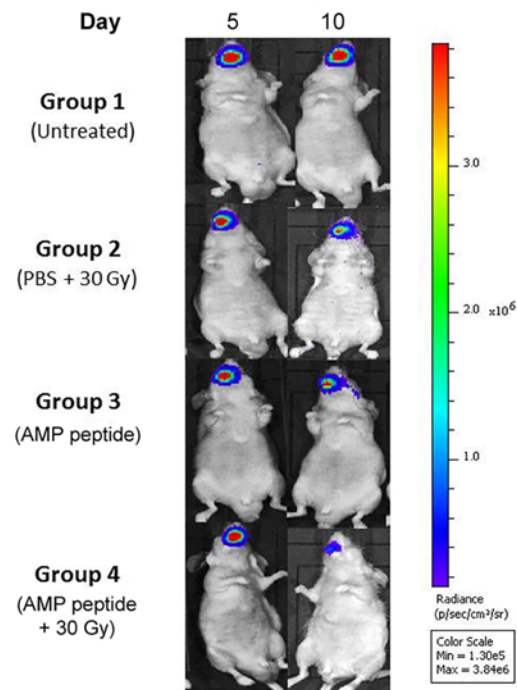 Day 5 10
Group 1
(Untreated)
Group 2
(PBS + 30 Gy)
Group 3
(AMP peptide)
Group 4
(AMP peptide
+ 30 Gy)
3.0
2.0 x10⁶
1.0
Radiance
(p/sec/cm²/sr)
Color Scale
Min = 1.30e5
Max = 3.84e6